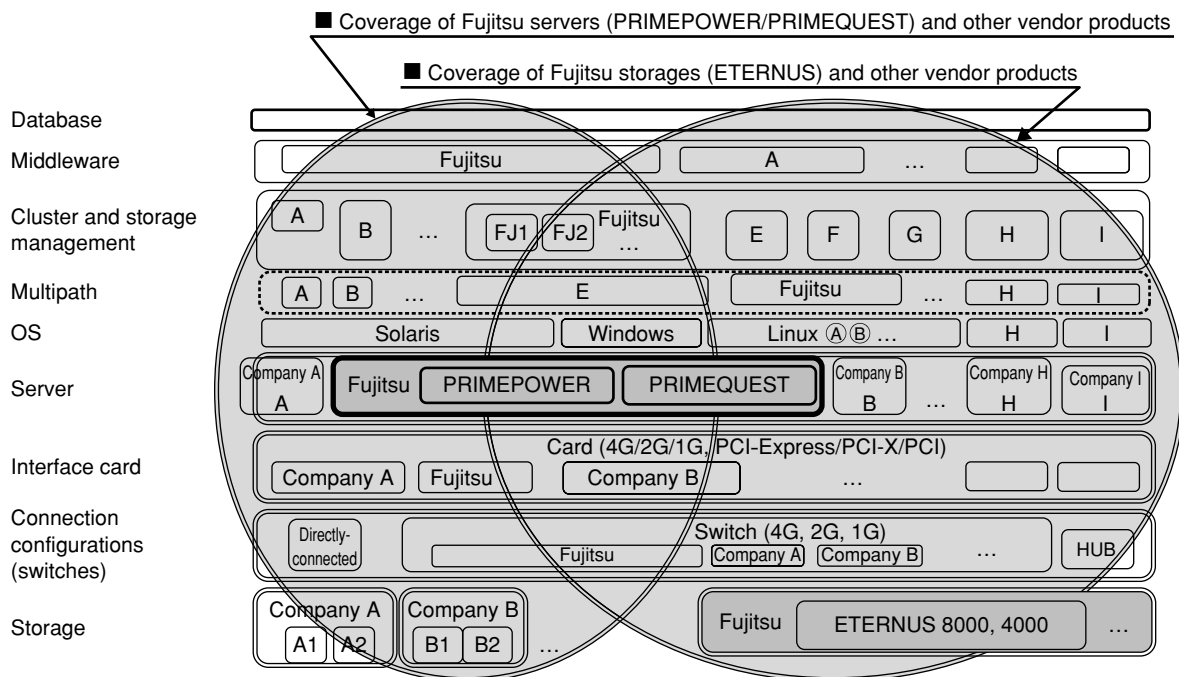 ■ Coverage of Fujitsu servers (PRIMEPOWER/PRIMEQUEST) and other vendor products
■ Coverage of Fujitsu storages (ETERNUS) and other vendor products
Database
Middleware
Fujitsu
A
…
Cluster and storage
management
A
B
…
FJ1
FJ2
Fujitsu
…
E
F
G
H
I
Multipath
A
B
…
E
Fujitsu
…
H
I
OS
Solaris
Windows
Linux Ⓐ Ⓑ …
H
I
Server
Company A
A
Fujitsu
PRIMEPOWER
PRIMEQUEST
Company B
B
…
Company H
H
Company I
I
Interface card
Card (4G/2G/1G, PCI-Express/PCI-X/PCI)
Company A
Fujitsu
Company B
…
Connection
configurations
(switches)
Directly-
connected
Switch (4G, 2G, 1G)
Fujitsu
Company A
Company B
…
HUB
Storage
Company A
A1
A2
Company B
B1
B2
…
Fujitsu
ETERNUS 8000, 4000
…